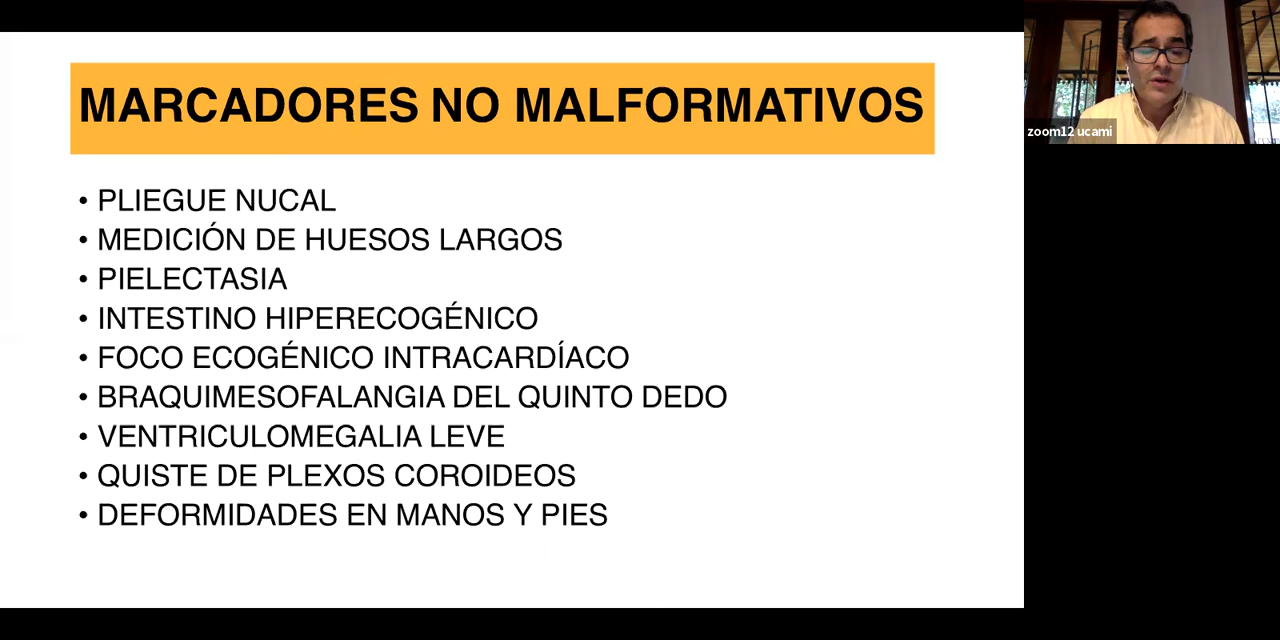 MARCADORES NO MALFORMATIVOS
• PLIEGUE NUCAL
• MEDICIÓN DE HUESOS LARGOS
• PIELECTASIA
• INTESTINO HIPERECOGÉNICO
• FOCO ECOGÉNICO INTRACARDÍACO
• BRAQUIMESOFALANGIA DEL QUINTO DEDO
• VENTRICULOMEGALIA LEVE
• QUISTE DE PLEXOS COROIDEOS
• DEFORMIDADES EN MANOS Y PIES
zoom12 ucami